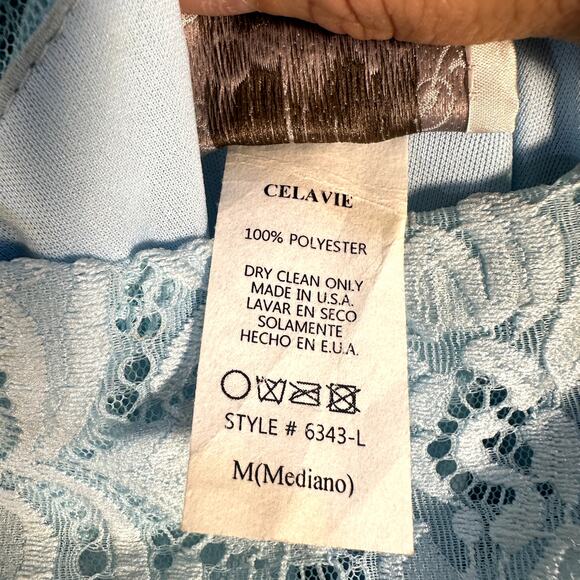 CELAVIE
100% POLYESTER
DRY CLEAN ONLY
MADE IN U.S.A.
LAVAR EN SECO
SOLAMENTE
HECHO EN E.U.A.
STYLE # 6343-L
M(Mediano)